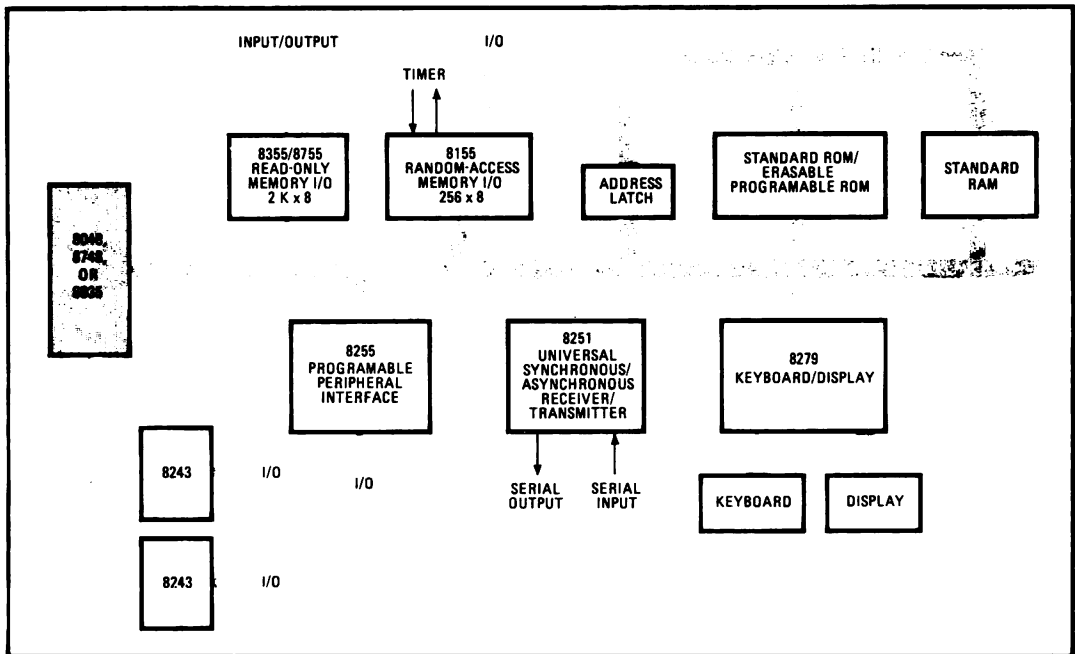 INPUT/OUTPUT
I/O
TIMER
8355/8755
READ-ONLY
MEMORY I/O
2 K x 8
8155
RANDOM-ACCESS
MEMORY I/O
256 x 8
ADDRESS
LATCH
STANDARD ROM/
ERASABLE
PROGRAMABLE ROM
STANDARD
RAM
8048,
8748,
OR
8035
8255
PROGRAMABLE
PERIPHERAL
INTERFACE
8251
UNIVERSAL
SYNCHRONOUS/
ASYNCHRONOUS
RECEIVER/
TRANSMITTER
8279
KEYBOARD/DISPLAY
8243
I/O
I/O
SERIAL
OUTPUT
SERIAL
INPUT
KEYBOARD
DISPLAY
8243
I/O